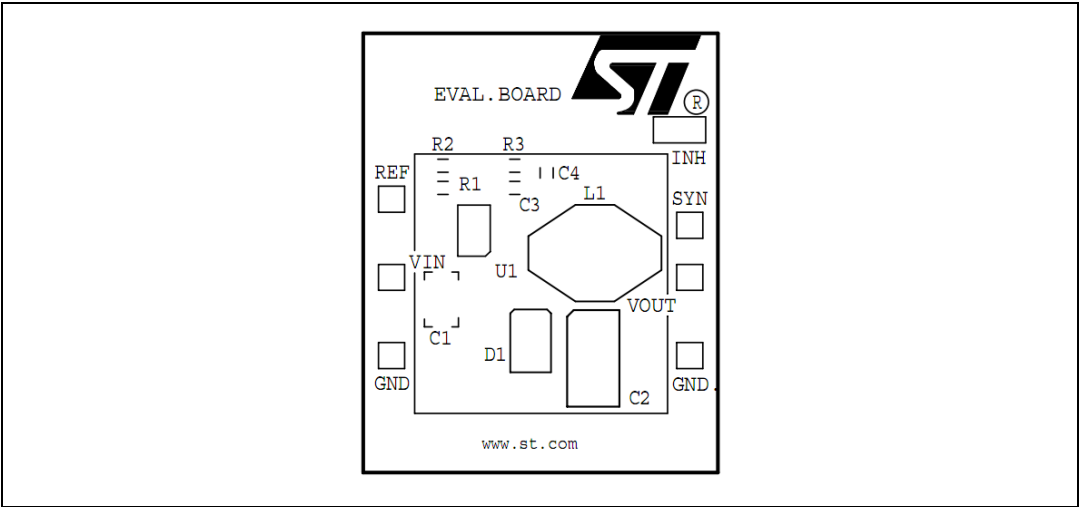 ST
EVAL.BOARD
R
INH
R2
R3
REF
C4
R1
L1
C3
SYN
VIN
U1
VOUT
C1
D1
GND
GND.
C2
www.st.com